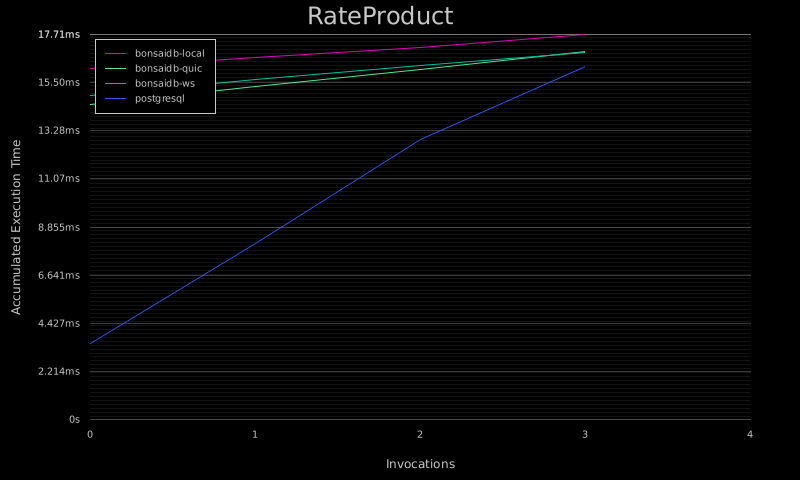 RateProduct
17.71ms
15.50ms
13.28ms
11.07ms
8.855ms
6.641ms
4.427ms
2.214ms
0s
Accumulated Execution Time
bonsaidb-local
bonsaidb-quic
bonsaidb-ws
postgresql
0 1 2 3 4
Invocations